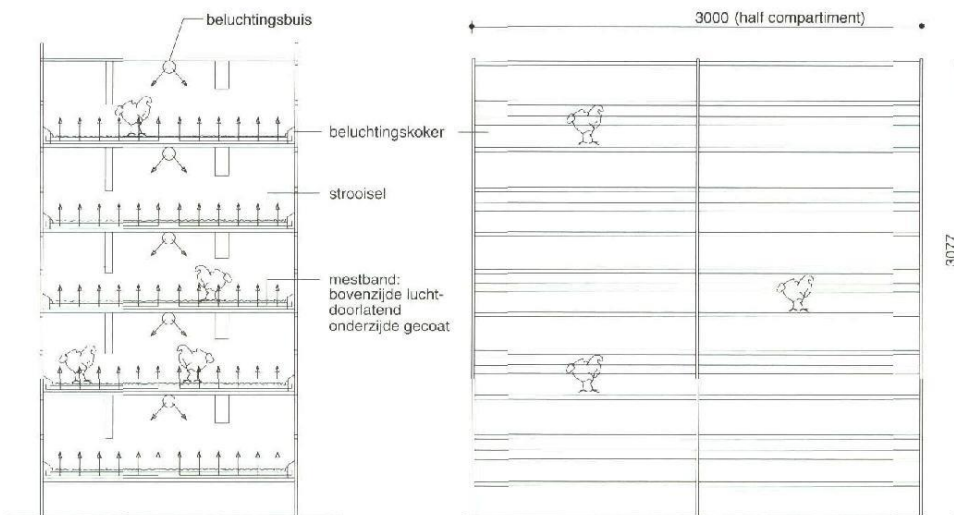 beluchtingsbuis
3000 (half compartiment)
beluchtingskoker
strooisel
mestband:
bovenzijde lucht-
doorlatend
onderzijde gecoat
3077